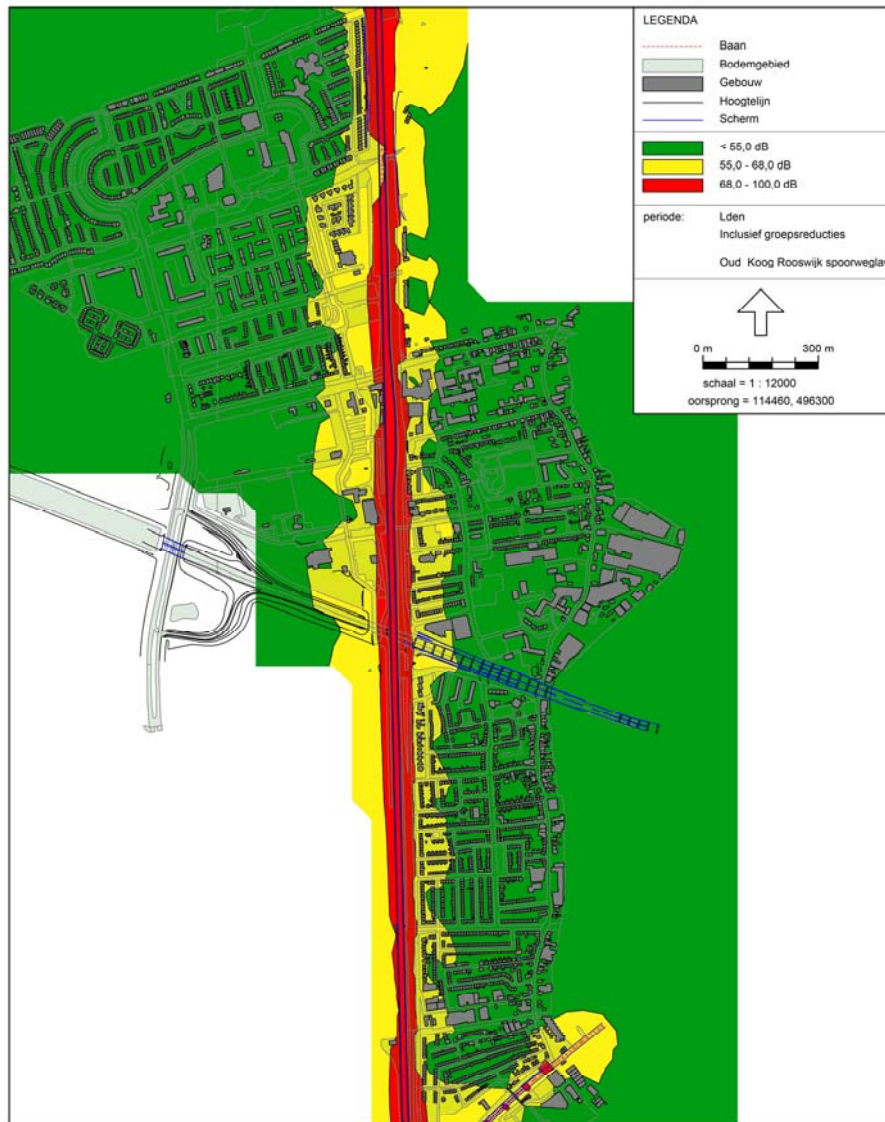 LEGENDA
Baan
Bodemgebied
Gebouw
Hoogtelijn
Scherm
< 55,0 dB
55,0 - 68,0 dB
68,0 - 100,0 dB
periode: Lden
Inclusief groepsreducties
Oud Koog Rooswijk spoorweglaw
0 m 300 m
schaal = 1 : 12000
oorsprong = 114460, 496300